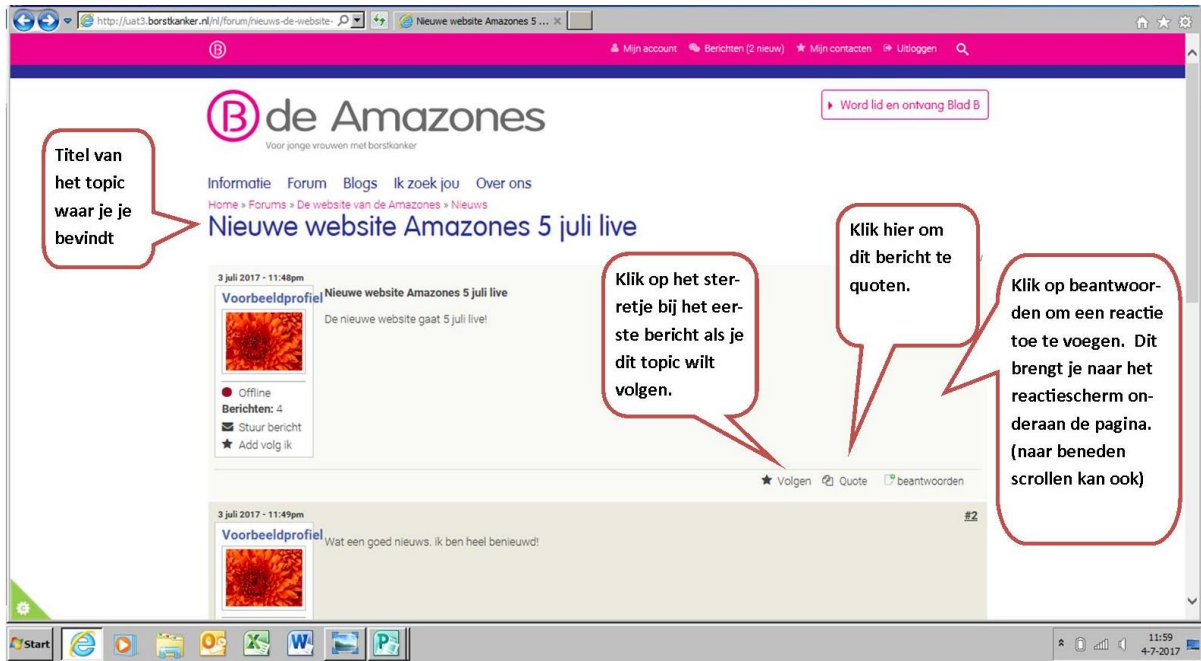 http://uat3.borstkanker.nl/nl/forum/nieuws-de-website-
Nieuwe website Amazones 5 ...
Mijn account Berichten (2 nieuw) Mijn contacten Uitloggen
B de Amazones
Voor jonge vrouwen met borstkanker
Word lid en ontvang Blad B
Informatie Forum Blogs Ik zoek jou Over ons
Home » Forums » De website van de Amazones » Nieuws
Nieuwe website Amazones 5 juli live
Titel van
het topic
waar je je
bevindt
3 juli 2017 - 11:48pm
Voorbeeldprofiel
Nieuwe website Amazones 5 juli live
De nieuwe website gaat 5 juli live!
Offline
Berichten: 4
Stuur bericht
Add volg ik
Klik op het ster-
retje bij het eer-
ste bericht als je
dit topic wilt
volgen.
Klik hier om
dit bericht te
quoten.
Klik op beantwoor-
den om een reactie
toe te voegen. Dit
brengt je naar het
reactiescherm on-
deraan de pagina.
(naar beneden
scrollen kan ook)
Volgen Quote beantwoorden
3 juli 2017 - 11:49pm
#2
Voorbeeldprofiel
Wat een goed nieuws. ik ben heel benieuwd!
Start
11:59
4-7-2017